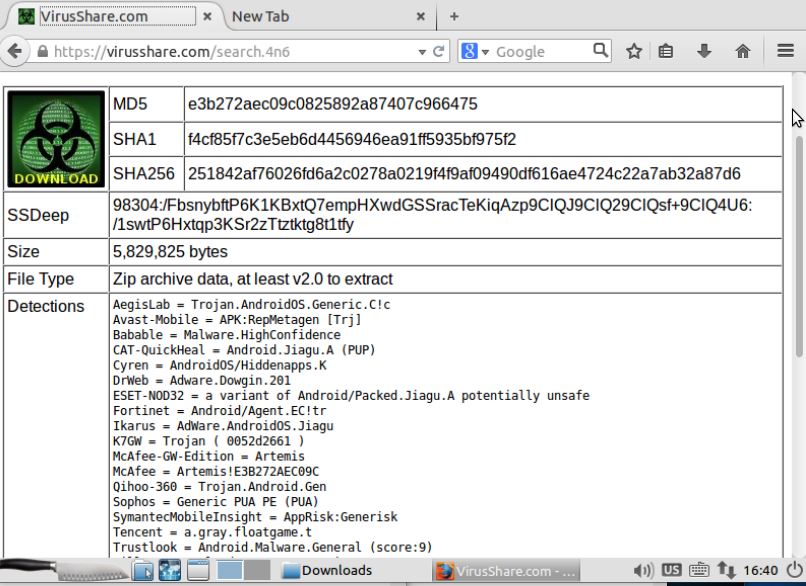 VirusShare.com
New Tab
https://virusshare.com/search.4n6
Google
DOWNLOAD
MD5 e3b272aec09c0825892a87407c966475
SHA1 f4cf85f7c3e5eb6d4456946ea91ff5935bf975f2
SHA256 251842af76026fd6a2c0278a0219f4f9af09490df616ae4724c22a7ab32a87d6
SSDeep 98304:/FbsnybftP6K1KBxtQ7empHXwdGSSracTeKiqAzp9ClQJ9ClQ29ClQsf+9ClQ4U6:
/1swtP6Hxtqp3KSr2zTtztktg8t1tfy
Size 5,829,825 bytes
File Type Zip archive data, at least v2.0 to extract
Detections AegisLab = Trojan.AndroidOS.Generic.C!c
Avast-Mobile = APK:RepMetagen [Trj]
Babable = Malware.HighConfidence
CAT-QuickHeal = Android.Jiagu.A (PUP)
Cyren = AndroidOS/Hiddenapps.K
DrWeb = Adware.Dowgin.201
ESET-NOD32 = a variant of Android/Packed.Jiagu.A potentially unsafe
Fortinet = Android/Agent.EC!tr
Ikarus = AdWare.AndroidOS.Jiagu
K7GW = Trojan ( 0052d2661 )
McAfee-GW-Edition = Artemis
McAfee = Artemis!E3B272AEC09C
Qihoo-360 = Trojan.Android.Gen
Sophos = Generic PUA PE (PUA)
SymantecMobileInsight = AppRisk:Generisk
Tencent = a.gray.floatgame.t
Trustlook = Android.Malware.General (score:9)
Downloads
VirusShare.com - ...
US
16:40